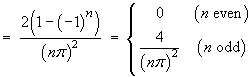 = 2(1 − (−1)ⁿ) / (nπ)² = { 0 (n even)
4 / (nπ)² (n odd)